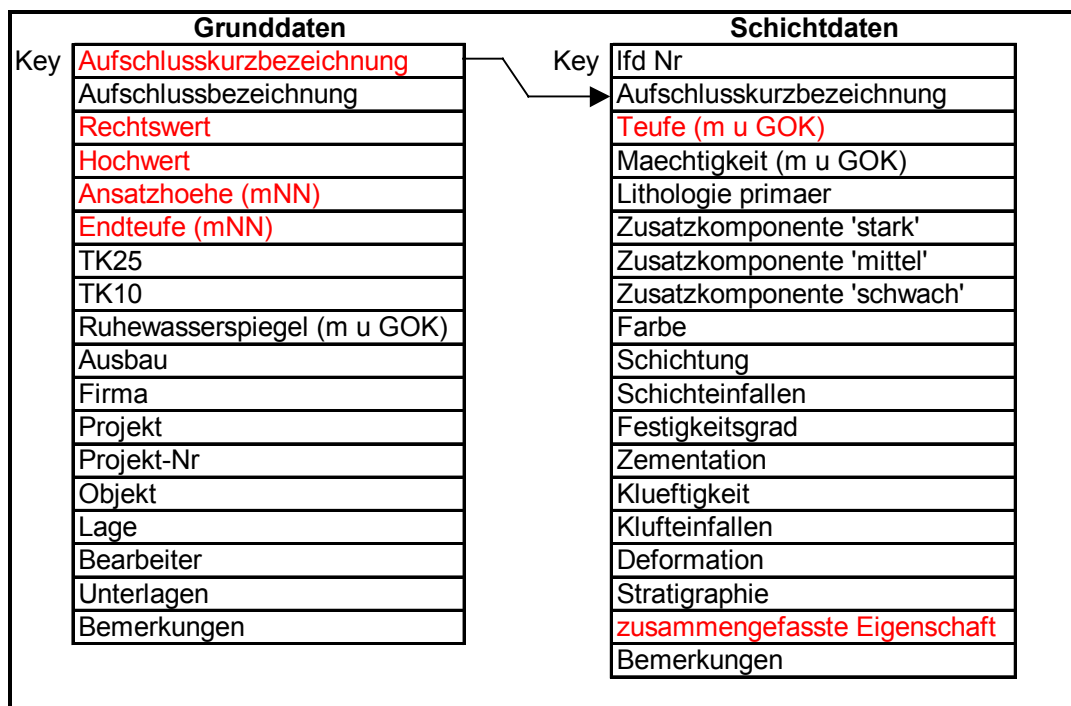 Grunddaten
Key Aufschlusskurzbezeichnung
Aufschlussbezeichnung
Rechtswert
Hochwert
Ansatzhoehe (mNN)
Endteufe (mNN)
TK25
TK10
Ruhewasserspiegel (m u GOK)
Ausbau
Firma
Projekt
Projekt-Nr
Objekt
Lage
Bearbeiter
Unterlagen
Bemerkungen
Schichtdaten
Key lfd Nr
Aufschlusskurzbezeichnung
Teufe (m u GOK)
Maechtigkeit (m u GOK)
Lithologie primaer
Zusatzkomponente 'stark'
Zusatzkomponente 'mittel'
Zusatzkomponente 'schwach'
Farbe
Schichtung
Schichteinfallen
Festigkeitsgrad
Zementation
Klueftigkeit
Klufteinfallen
Deformation
Stratigraphie
zusammengefasste Eigenschaft
Bemerkungen